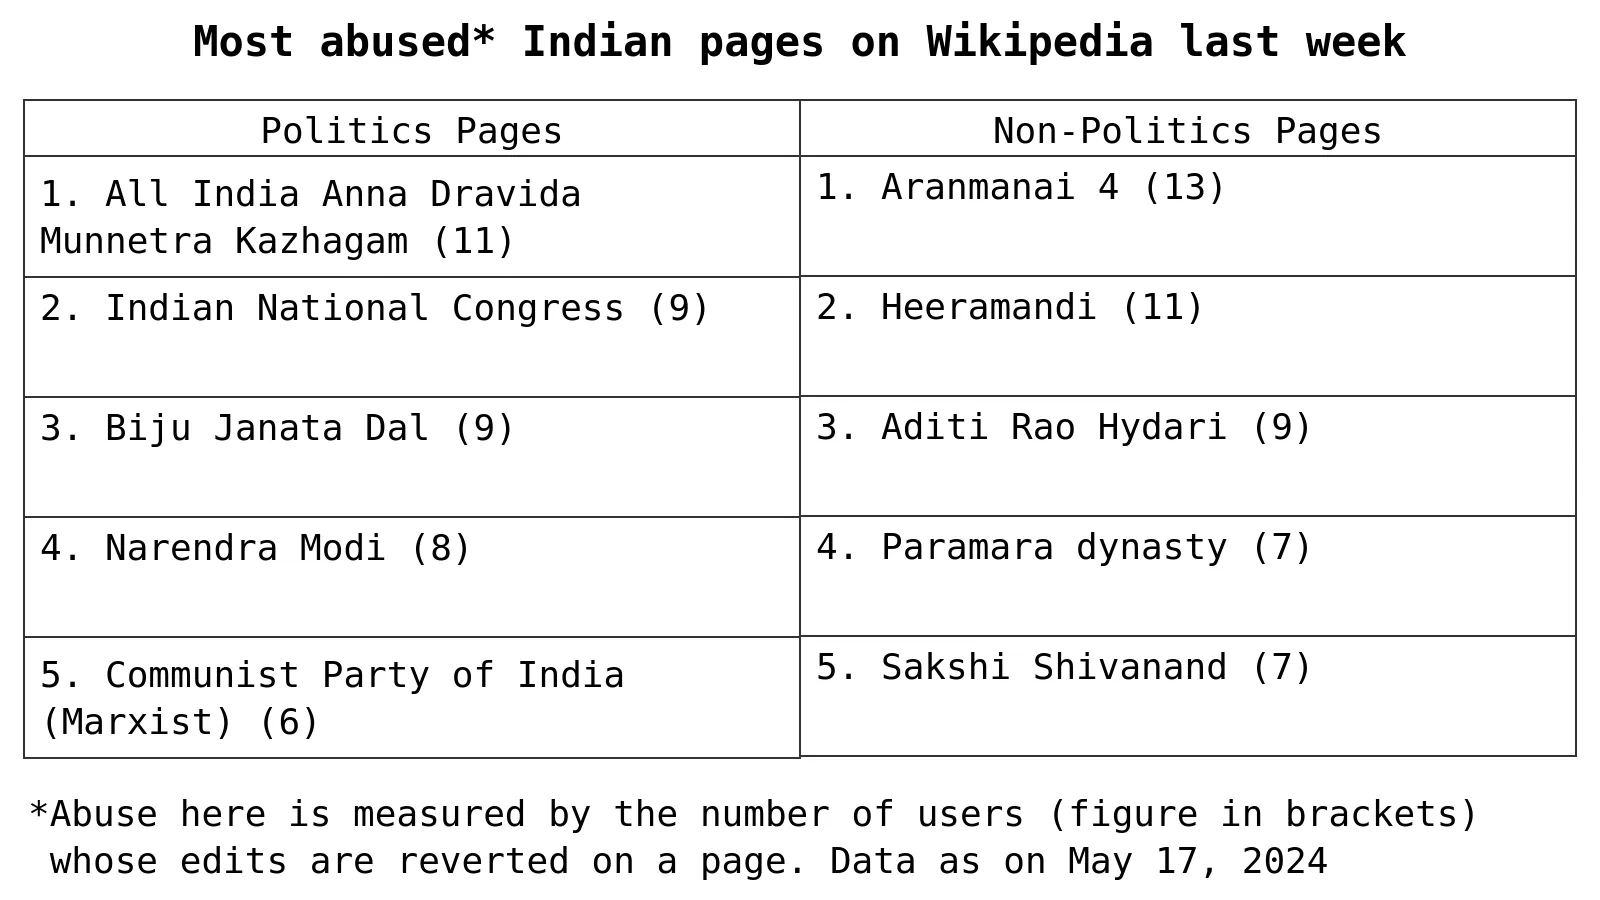 Most abused* Indian pages on Wikipedia last week
Politics Pages
Non-Politics Pages
1. All India Anna Dravida
Munnetra Kazhagam (11)
1. Aranmanai 4 (13)
2. Indian National Congress (9)
2. Heeramandi (11)
3. Biju Janata Dal (9)
3. Aditi Rao Hydari (9)
4. Narendra Modi (8)
4. Paramara dynasty (7)
5. Communist Party of India
(Marxist) (6)
5. Sakshi Shivanand (7)
*Abuse here is measured by the number of users (figure in brackets)
whose edits are reverted on a page. Data as on May 17, 2024